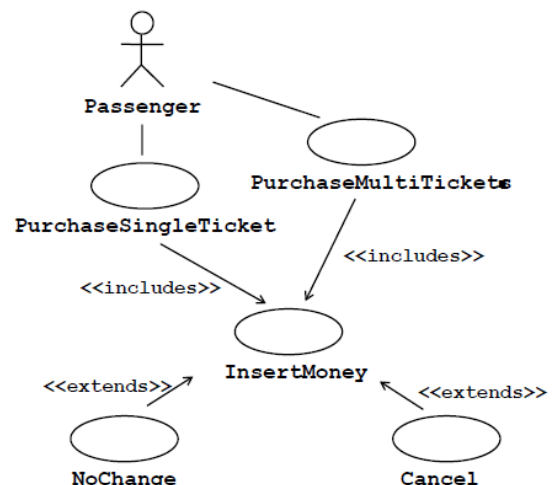 Passenger
PurchaseMultiTickets
PurchaseSingleTicket
<<includes>>
<<includes>>
InsertMoney
<<extends>>
<<extends>>
NoChange
Cancel